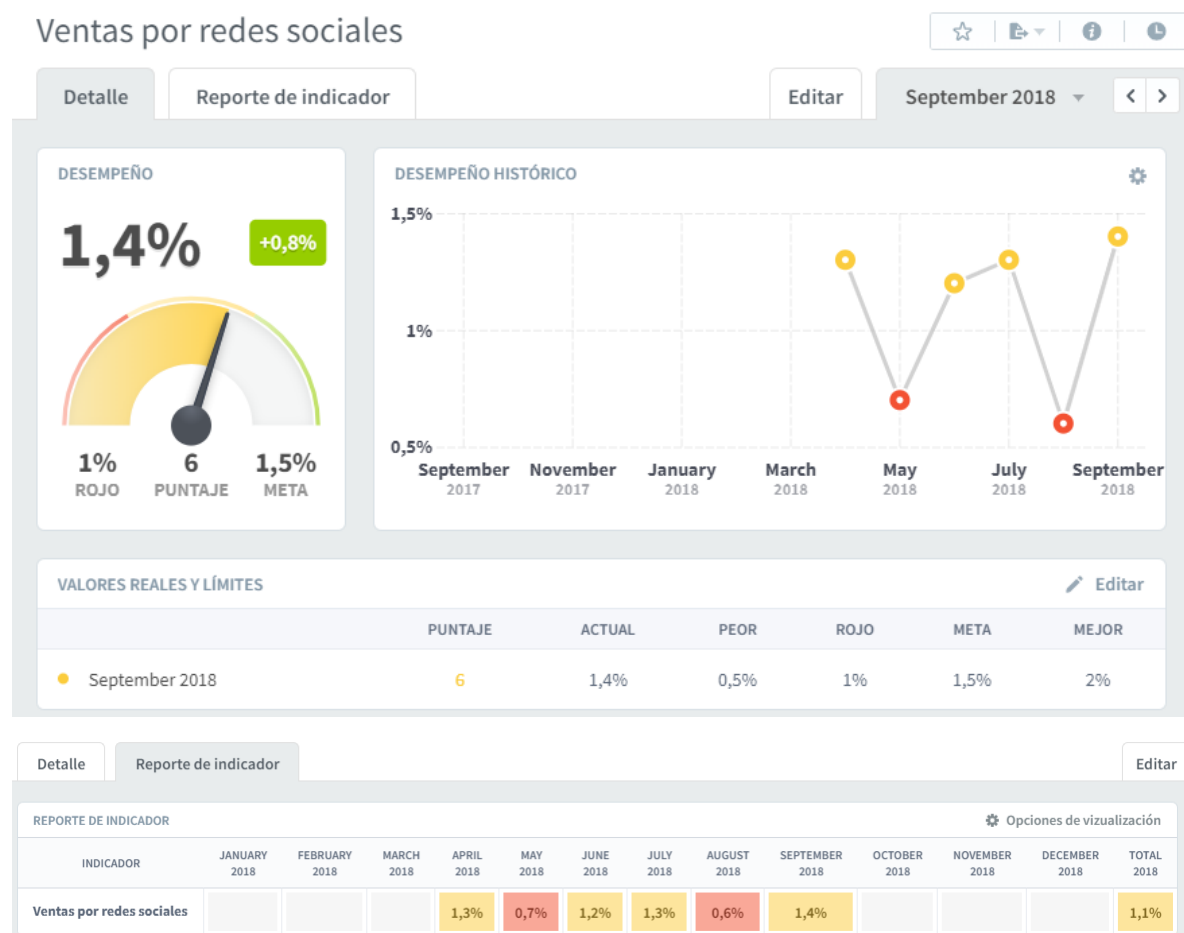 Ventas por redes sociales
Detalle Reporte de indicador Editar September 2018
DESEMPEÑO
1,4% +0,8%
1% 6 1,5%
ROJO PUNTAJE META
DESEMPEÑO HISTÓRICO
1,5%
1%
0,5%
September November January March May July September
2017 2017 2018 2018 2018 2018 2018
VALORES REALES Y LÍMITES Editar
PUNTAJE ACTUAL PEOR ROJO META MEJOR
September 2018 6 1,4% 0,5% 1% 1,5% 2%
Detalle Reporte de indicador Editar
REPORTE DE INDICADOR Opciones de vizualización
INDICADOR JANUARY FEBRUARY MARCH APRIL MAY JUNE JULY AUGUST SEPTEMBER OCTOBER NOVEMBER DECEMBER TOTAL
2018 2018 2018 2018 2018 2018 2018 2018 2018 2018 2018 2018 2018
Ventas por redes sociales 1,3% 0,7% 1,2% 1,3% 0,6% 1,4% 1,1%